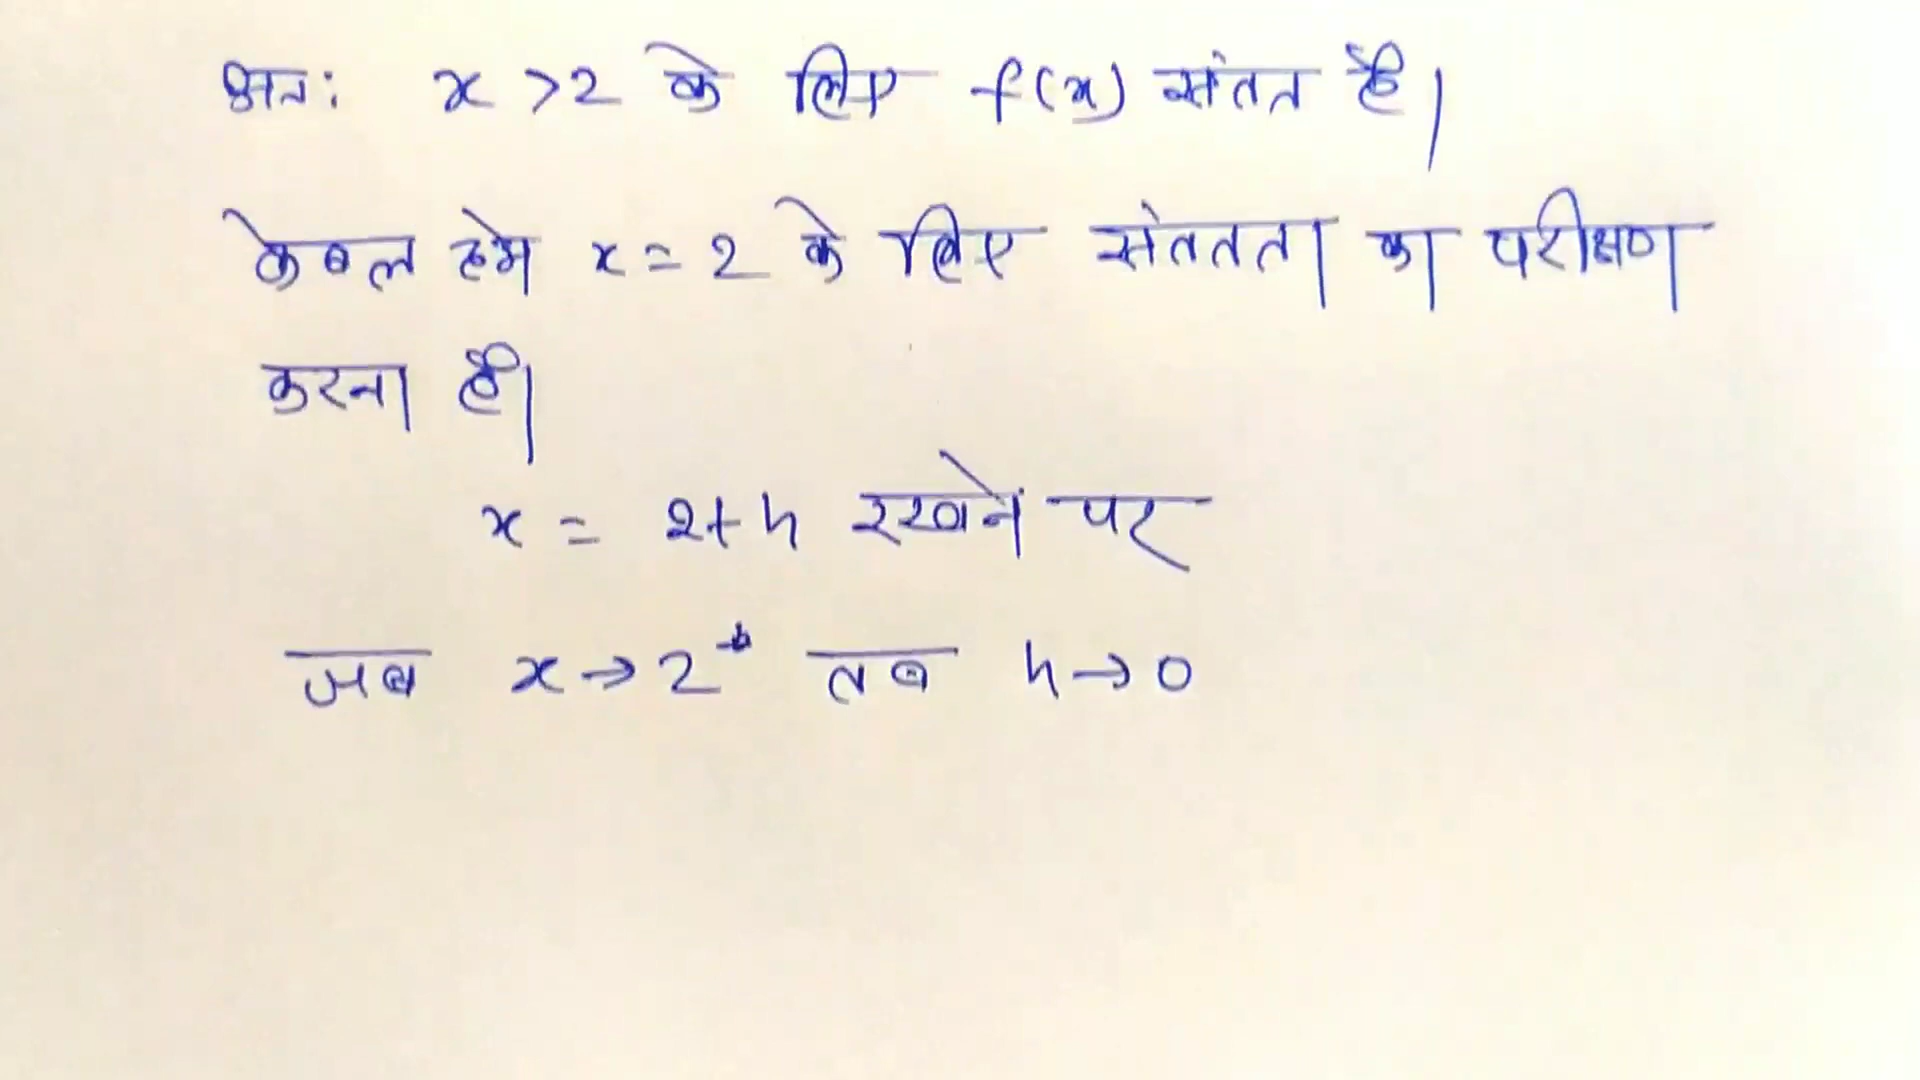 अतः x > 2 के लिए f(x) संतत है।
केवल हमे x = 2 के लिए संततता का परीक्षण
करना है।
x = 2 + h रखने पर
जब x → 2⁺ तब h → 0